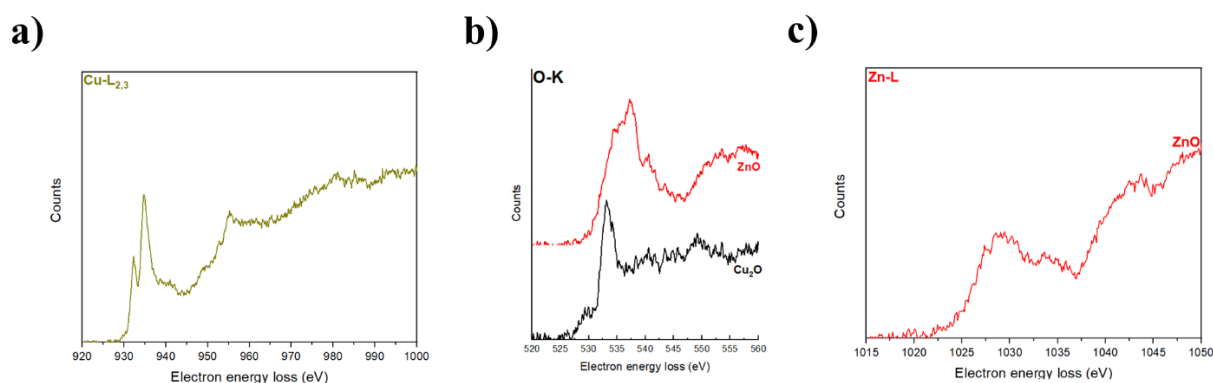 a)
Cu-L2,3
Counts
920 930 940 950 960 970 980 990 1000
Electron energy loss (eV)
b)
O-K
ZnO
Cu2O
Counts
520 525 530 535 540 545 550 555 560
Electron energy loss (eV)
c)
Zn-L
ZnO
Counts
1015 1020 1025 1030 1035 1040 1045 1050
Electron energy loss (eV)